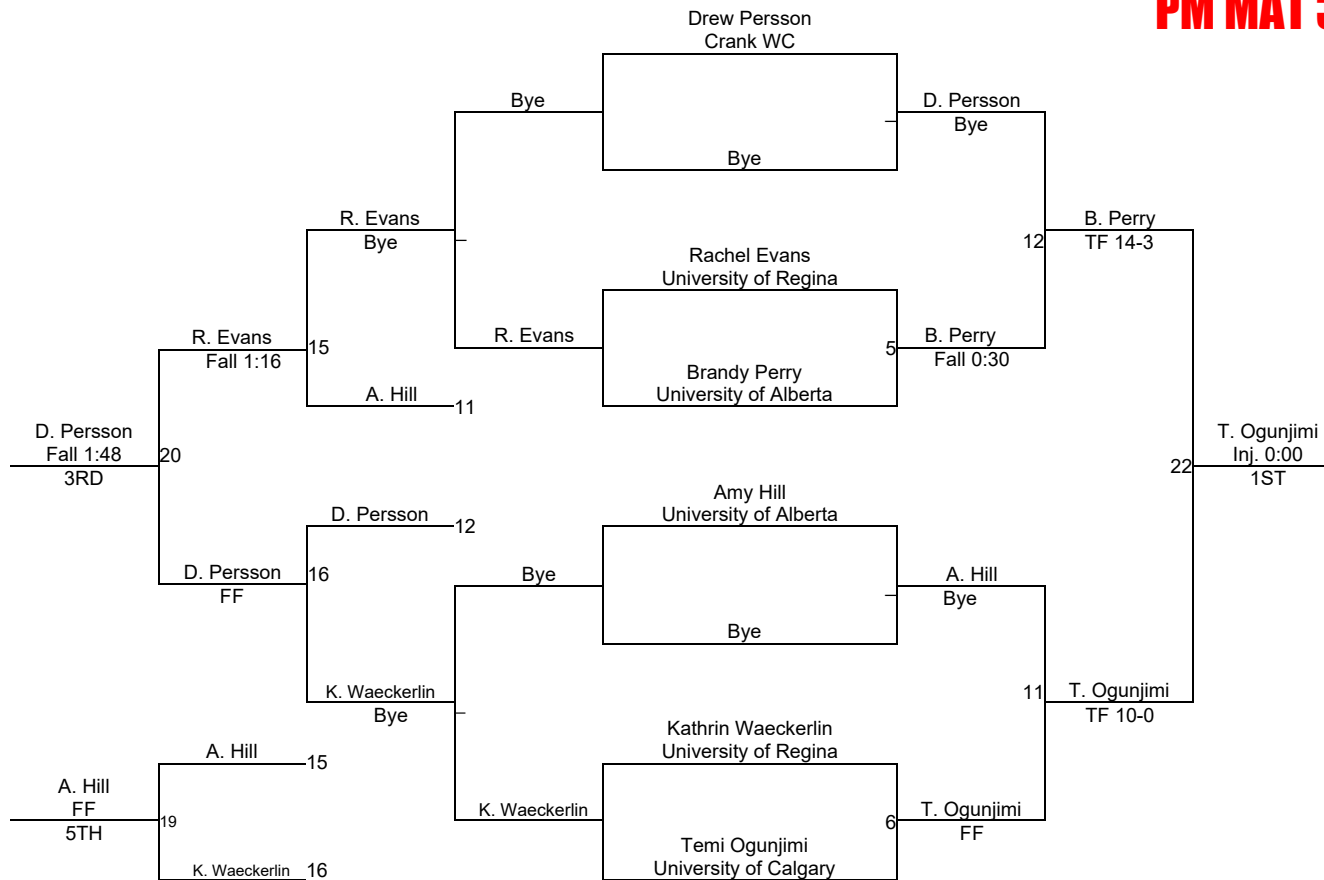 PM MAT
Drew Persson
Crank WC
Bye
D. Persson
Bye
Bye
R. Evans
Bye
B. Perry
TF 14-3
12
Rachel Evans
University of Regina
R. Evans
Fall 1:16
15
R. Evans
5
B. Perry
Fall 0:30
Brandy Perry
University of Alberta
A. Hill
11
D. Persson
Fall 1:48
3RD
20
T. Ogunjimi
Inj. 0:00
1ST
22
Amy Hill
University of Alberta
D. Persson
12
D. Persson
FF
16
Bye
A. Hill
Bye
Bye
K. Waeckerlin
Bye
11
T. Ogunjimi
TF 10-0
Kathrin Waeckerlin
University of Regina
A. Hill
15
A. Hill
FF
5TH
19
K. Waeckerlin
6
T. Ogunjimi
FF
Temi Ogunjimi
University of Calgary
K. Waeckerlin
16